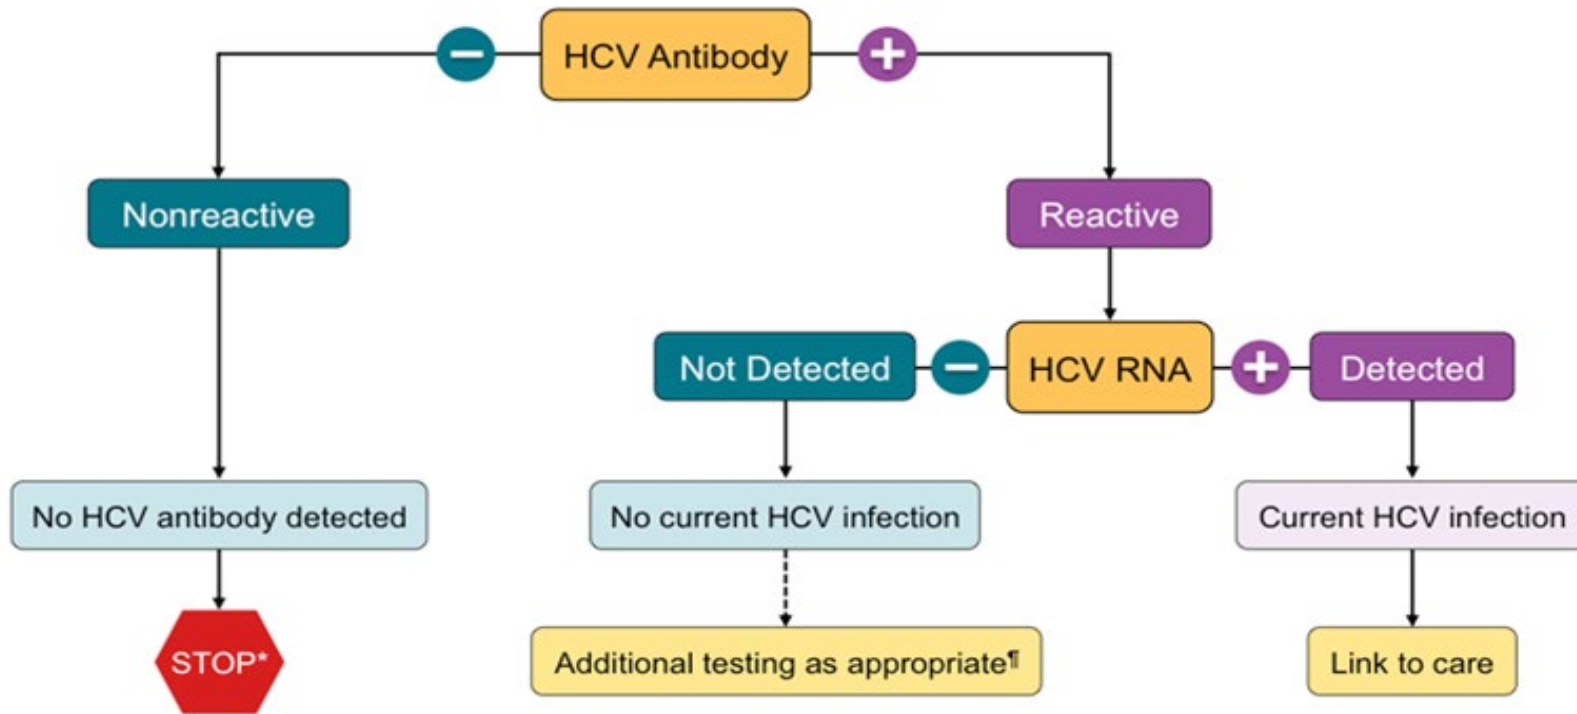 HCV Antibody
Nonreactive
Reactive
Not Detected
HCV RNA
Detected
No HCV antibody detected
No current HCV infection
Current HCV infection
STOP*
Additional testing as appropriate¶
Link to care